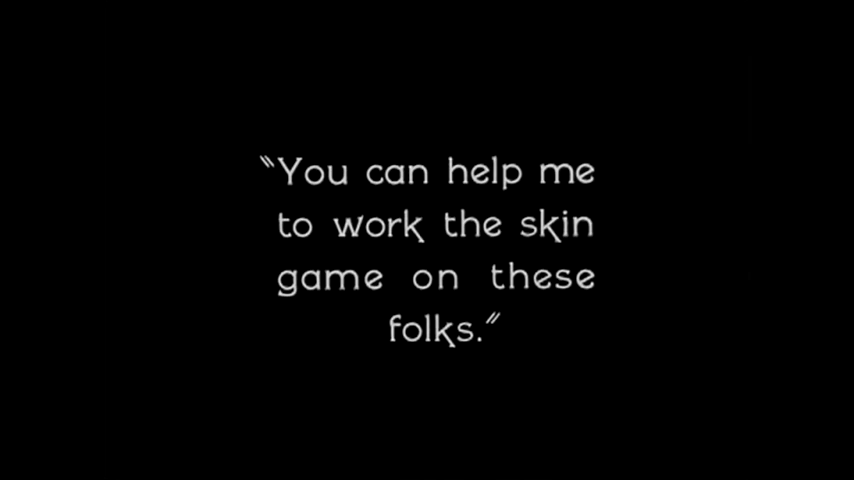 "You can help me
to work the skin
game on these
folks."